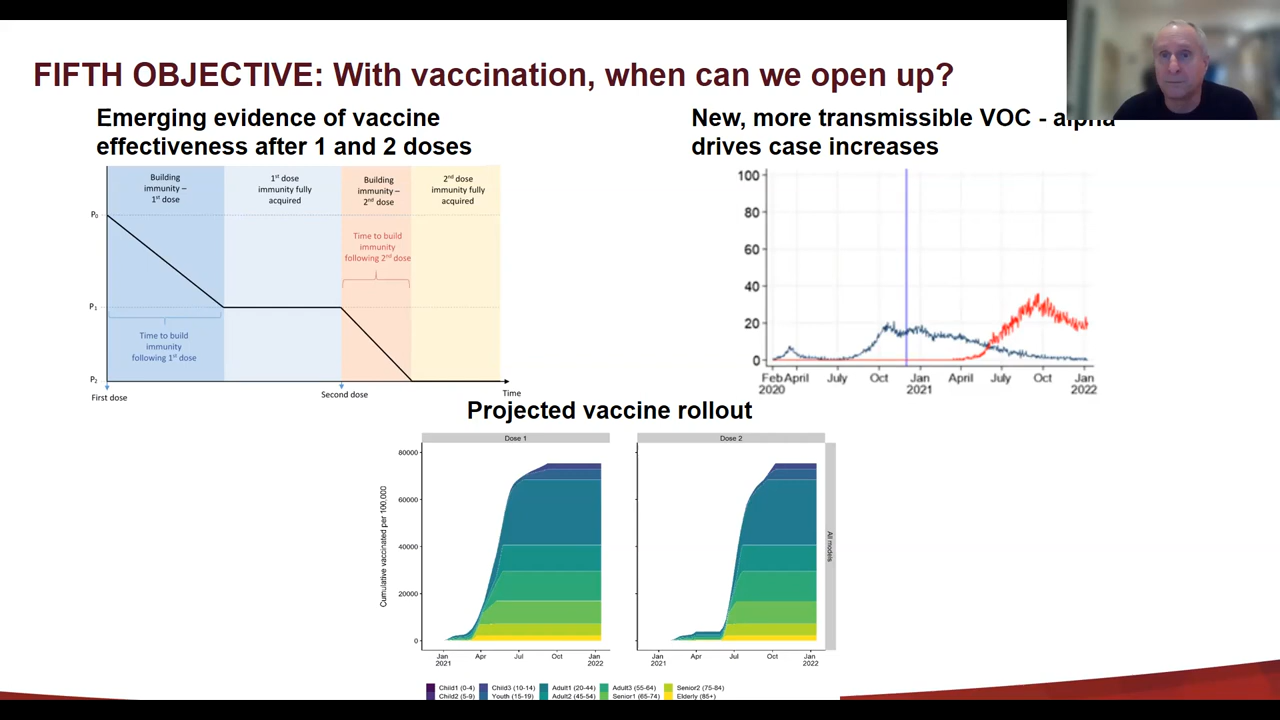 FIFTH OBJECTIVE: With vaccination, when can we open up?
Emerging evidence of vaccine
effectiveness after 1 and 2 doses
Building
immunity –
1st dose
1st dose
immunity fully
acquired
Building
immunity –
2nd dose
2nd dose
immunity fully
acquired
P0
Time to build
immunity
following 2nd dose
P1
Time to build
immunity
following 1st dose
P2
First dose
Second dose
Time
New, more transmissible VOC - alpha
drives case increases
100
80
60
40
20
0
Feb April July Oct Jan April July Oct Jan
2020 2021 2022
Projected vaccine rollout
Dose 1
Dose 2
Cumulative vaccinated per 100,000
80000
60000
40000
20000
0
Jan Apr Jul Oct Jan
2021 2022
Jan Apr Jul Oct Jan
2021 2022
All models
Child1 (0-4) Child3 (10-14) Adult1 (20-44) Adult3 (55-64) Senior2 (75-84)
Child2 (5-9) Youth (15-19) Adult2 (45-54) Senior1 (65-74) Elderly (85+)